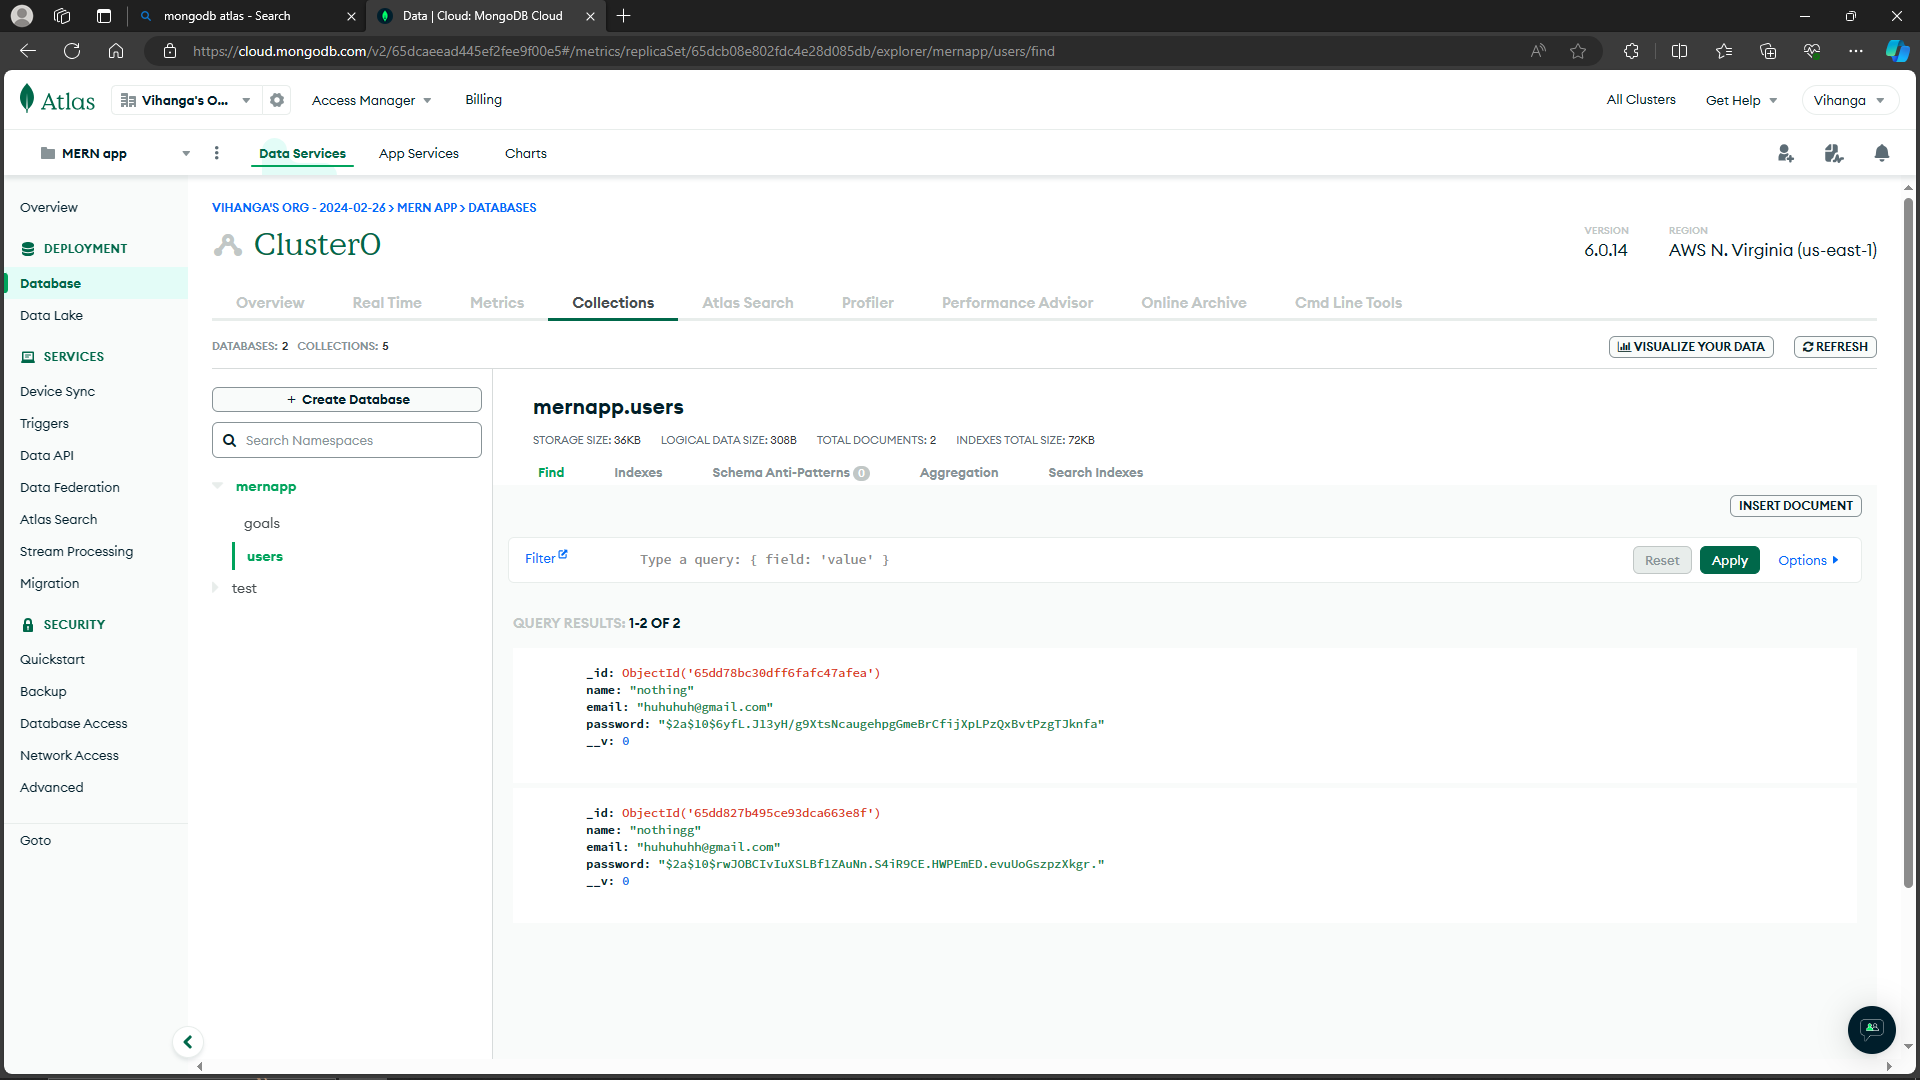 mongodb atlas - Search
Data | Cloud: MongoDB Cloud
https://cloud.mongodb.com/v2/65dcaeead445ef2fee9f00e5#/metrics/replicaSet/65dcb08e802fdc4e28d085db/explorer/mernapp/users/find
Atlas
Vihanga's O...
Access Manager
Billing
All Clusters
Get Help
Vihanga
MERN app
Data Services
App Services
Charts
Overview
DEPLOYMENT
Database
Data Lake
SERVICES
Device Sync
Triggers
Data API
Data Federation
Atlas Search
Stream Processing
Migration
SECURITY
Quickstart
Backup
Database Access
Network Access
Advanced
Goto
VIHANGA'S ORG - 2024-02-26 > MERN APP > DATABASES
Cluster0
VERSION
6.0.14
REGION
AWS N. Virginia (us-east-1)
Overview
Real Time
Metrics
Collections
Atlas Search
Profiler
Performance Advisor
Online Archive
Cmd Line Tools
DATABASES: 2 COLLECTIONS: 5
VISUALIZE YOUR DATA
REFRESH
+ Create Database
Search Namespaces
mernapp
goals
users
test
mernapp.users
STORAGE SIZE: 36KB LOGICAL DATA SIZE: 308B TOTAL DOCUMENTS: 2 INDEXES TOTAL SIZE: 72KB
Find
Indexes
Schema Anti-Patterns 0
Aggregation
Search Indexes
INSERT DOCUMENT
Filter
Type a query: { field: 'value' }
Reset
Apply
Options
QUERY RESULTS: 1-2 OF 2
_id: ObjectId('65dd78bc30dff6fafc47afea')
name: "nothing"
email: "huhuhuh@gmail.com"
password: "$2a$10$6yfL.J13yH/g9XtsNcaugehpgGmeBrCfijXpLPzQxBvtPzgTJknfa"
__v: 0
_id: ObjectId('65dd827b495ce93dca663e8f')
name: "nothingg"
email: "huhuhuhh@gmail.com"
password: "$2a$10$rwJOBCIvIuXSLBf1ZAuNn.S4iR9CE.HWPEmED.evuUoGszpzXkgr."
__v: 0